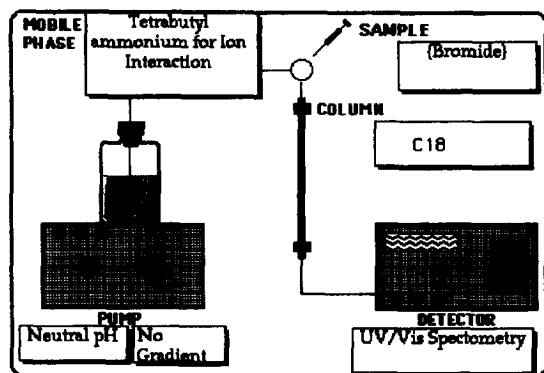 MOBILE
PHASE
Tetrabutyl
ammonium for Ion
Interaction
SAMPLE
{Bromide}
COLUMN
C18
PUMP
Neutral pH
No
Gradient
DETECTOR
UV/Vis Spectometry